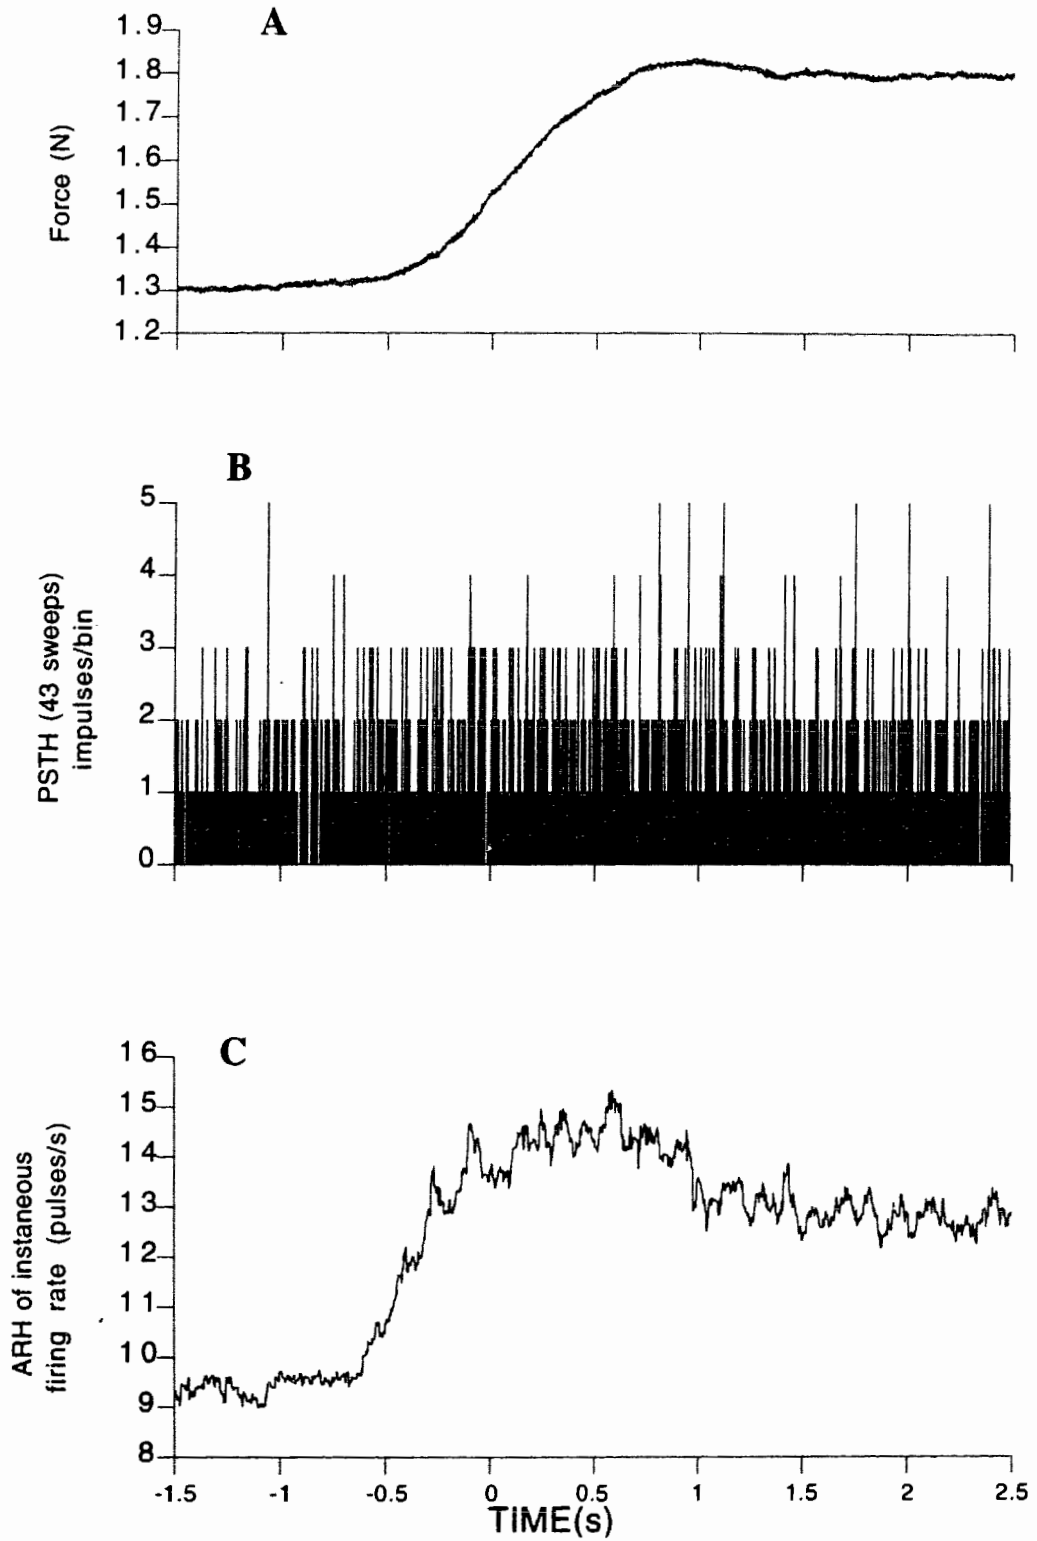 A
1.9
1.8
1.7
1.6
1.5
1.4
1.3
1.2
Force (N)
B
5
4
3
2
1
0
PSTH (43 sweeps)
impulses/bin
C
16
15
14
13
12
11
10
9
8
ARH of instaneous
firing rate (pulses/s)
-1.5 -1 -0.5 0 0.5 1 1.5 2 2.5
TIME(s)